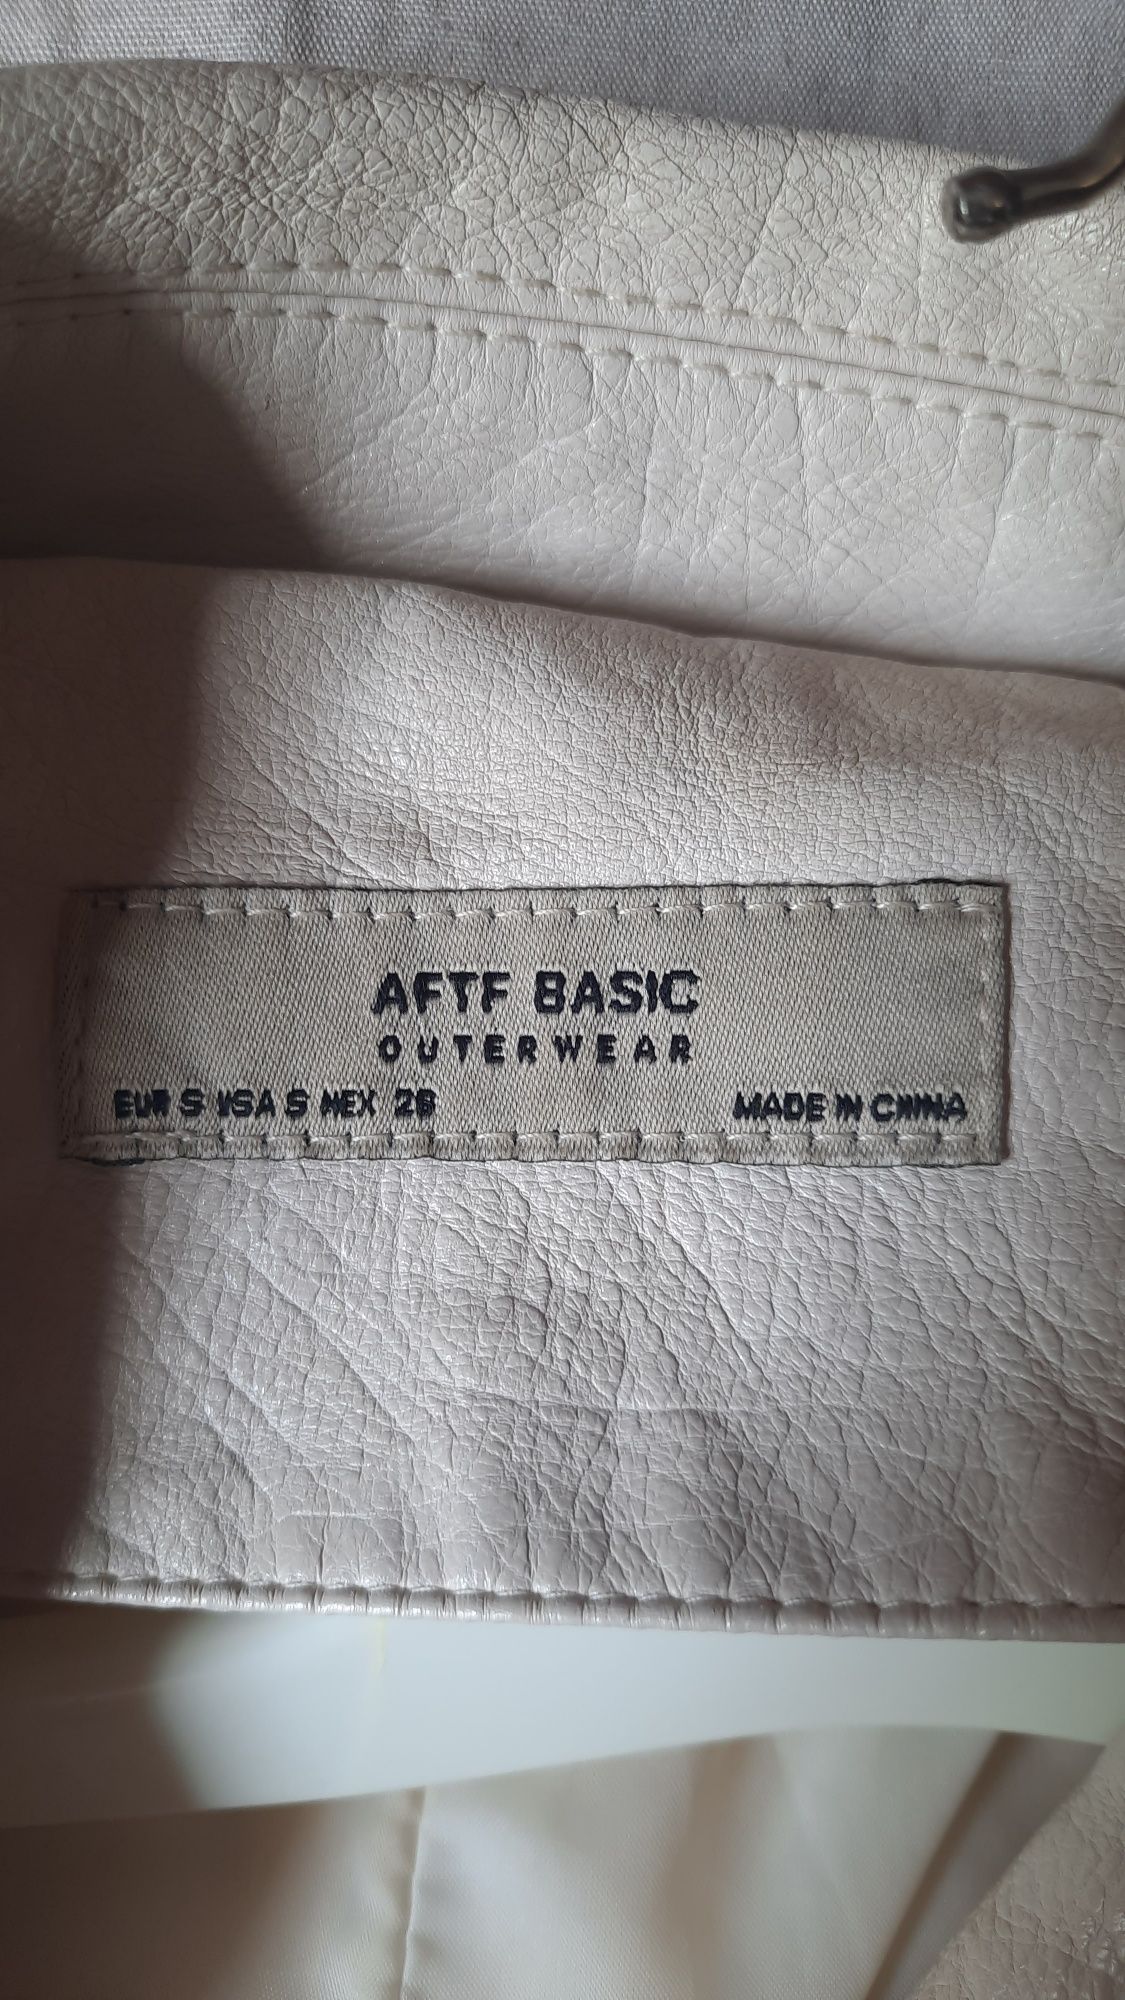 AFTF BASIC
OUTERWEAR
EUR S USA S MEX 26 MADE IN CHINA